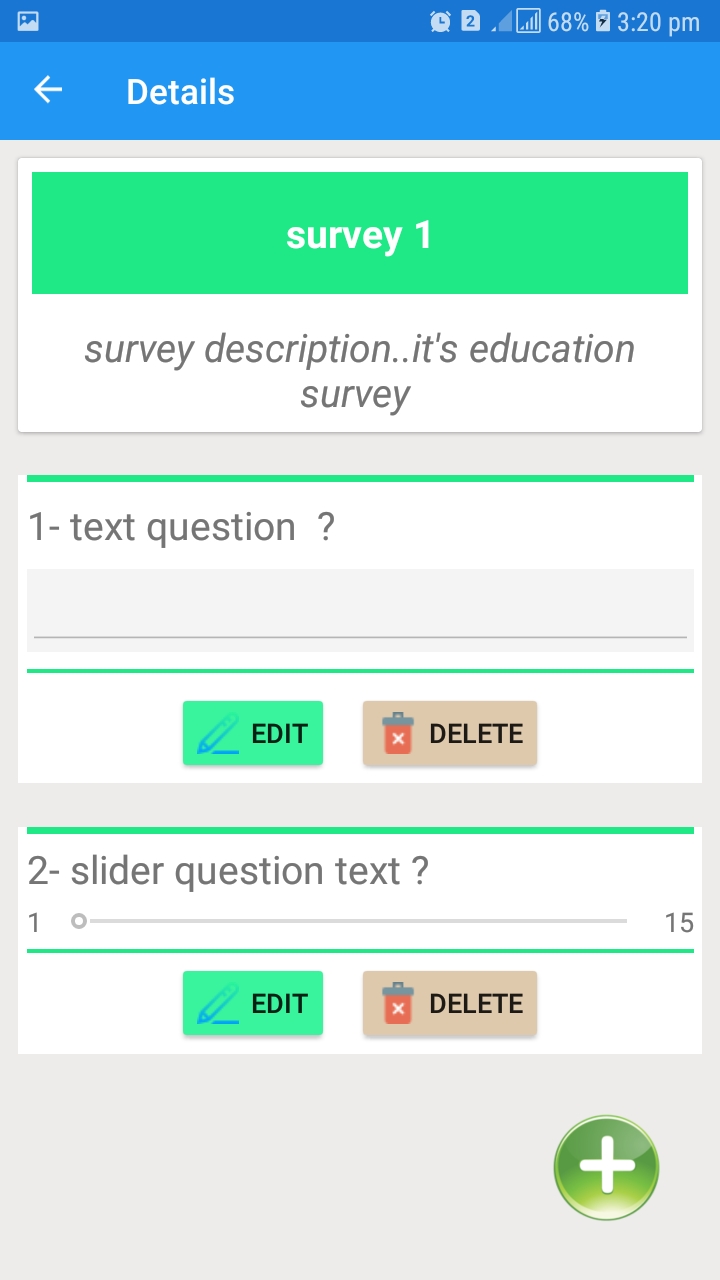 2 68% 3:20 pm
Details
survey 1
survey description..it's education
survey
1- text question  ?
EDIT DELETE
2- slider question text ?
1 15
EDIT DELETE